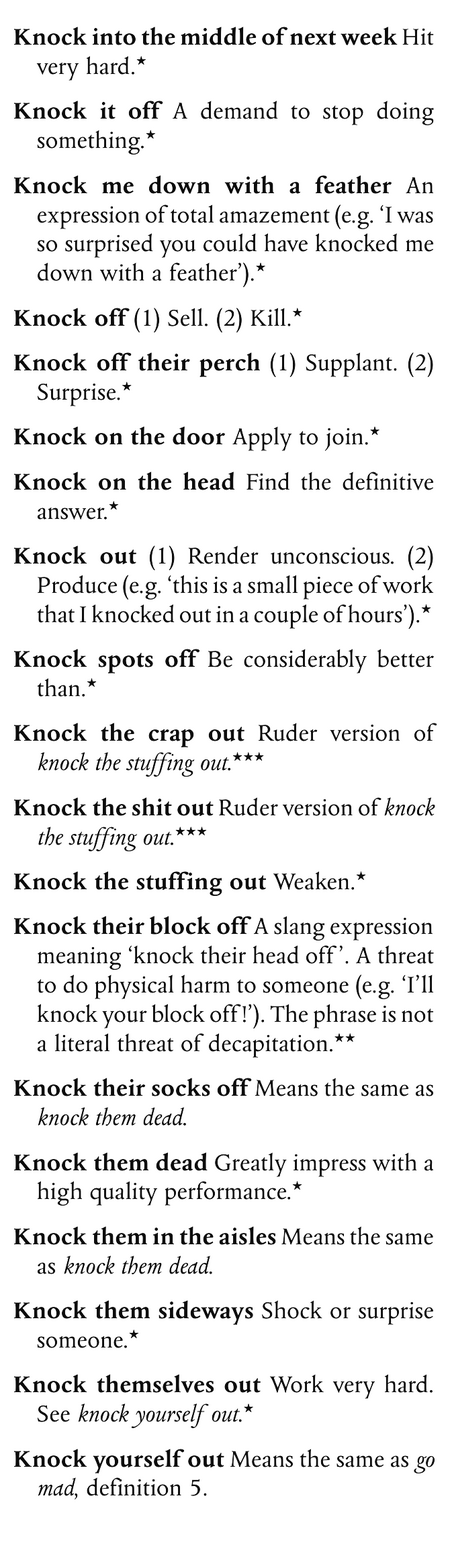 Knock into the middle of next week Hit
very hard.★
Knock it off A demand to stop doing
something.★
Knock me down with a feather An
expression of total amazement (e.g. ‘I was
so surprised you could have knocked me
down with a feather’).★
Knock off (1) Sell. (2) Kill.★
Knock off their perch (1) Supplant. (2)
Surprise.★
Knock on the door Apply to join.★
Knock on the head Find the definitive
answer.★
Knock out (1) Render unconscious. (2)
Produce (e.g. ‘this is a small piece of work
that I knocked out in a couple of hours’).★
Knock spots off Be considerably better
than.★
Knock the crap out Ruder version of
knock the stuffing out.★★★
Knock the shit out Ruder version of knock
the stuffing out.★★★
Knock the stuffing out Weaken.★
Knock their block off A slang expression
meaning ‘knock their head off’. A threat
to do physical harm to someone (e.g. ‘I’ll
knock your block off!’). The phrase is not
a literal threat of decapitation.★★
Knock their socks off Means the same as
knock them dead.
Knock them dead Greatly impress with a
high quality performance.★
Knock them in the aisles Means the same
as knock them dead.
Knock them sideways Shock or surprise
someone.★
Knock themselves out Work very hard.
See knock yourself out.★
Knock yourself out Means the same as go
mad, definition 5.